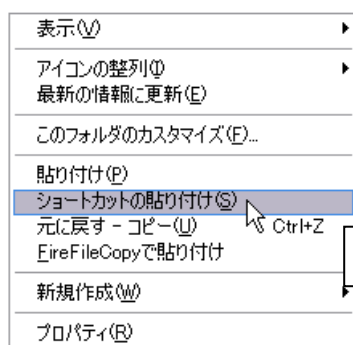 表示(V)
アイコンの整列(I)
最新の情報に更新(E)
このフォルダのカスタマイズ(F)...
貼り付け(P)
ショートカットの貼り付け(S)
元に戻す - コピー(U) Ctrl+Z
FireFileCopyで貼り付け
新規作成(W)
プロパティ(R)